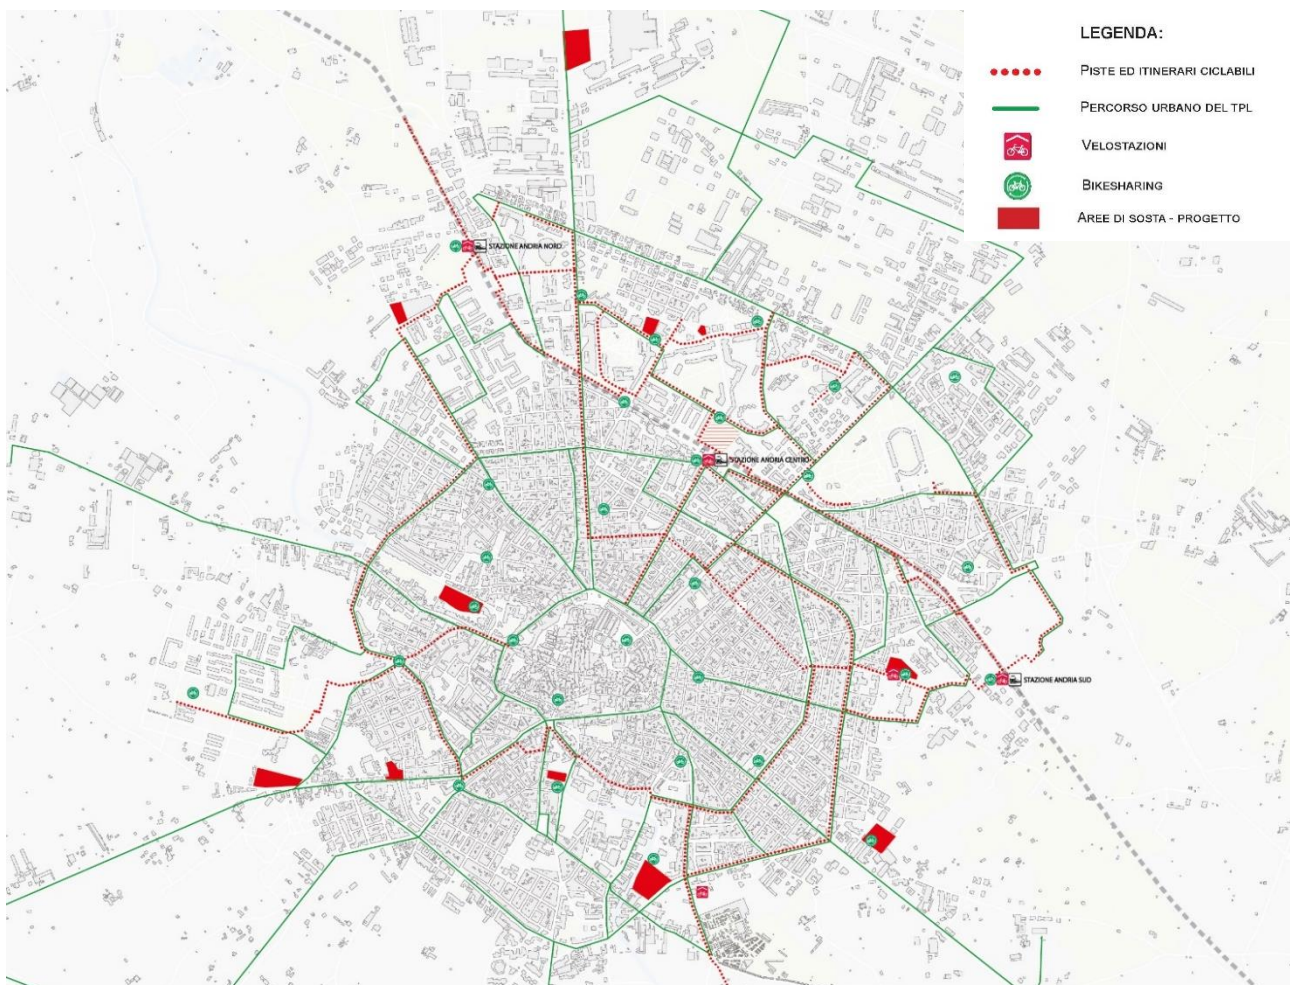 LEGENDA:
PISTE ED ITINERARI CICLABILI
PERCORSO URBANO DEL TPL
VELOSTAZIONI
BIKESHARING
AREE DI SOSTA - PROGETTO
STAZIONE ANDRIA NORD
STAZIONE ANDRIA CENTRO
STAZIONE ANDRIA SUD